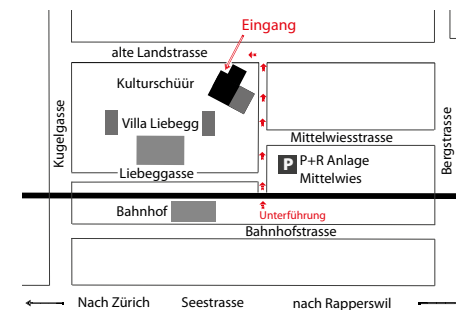 Eingang
alte Landstrasse
Kulturschüür
Kugelgasse
Villa Liebegg
Mittelwiesstrasse
Bergstrasse
P P+R Anlage
Mittelwies
Liebeggasse
Bahnhof
Unterführung
Bahnhofstrasse
Nach Zürich Seestrasse nach Rapperswil